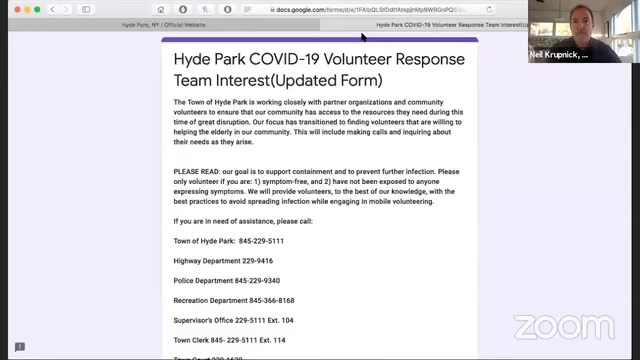 docs.google.com/forms/d/e/
Hyde Park, NY | Official Website
Hyde Park COVID-19 Volunteer Response Team Interest(Up
Neil Krupnick,
Hyde Park COVID-19 Volunteer Response
Team Interest(Updated Form)
The Town of Hyde Park is working closely with partner organizations and community
volunteers to ensure that our community has access to the resources they need during this
time of great disruption. Our focus has transitioned to finding volunteers that are willing to
helping the elderly in our community. This will include making calls and inquiring about
their needs as they arise.
PLEASE READ: our goal is to support containment and to prevent further infection. Please
only volunteer if you are: 1) symptom-free, and 2) have not been exposed to anyone
expressing symptoms. We will provide volunteers, to the best of our knowledge, with the
best practices to avoid spreading infection while engaging in mobile volunteering.
If you are in need of assistance, please call:
Town of Hyde Park: 845-229-5111
Highway Department 229-9416
Police Department 845-229-9340
Recreation Department 845-366-8168
Supervisor's Office 229-5111 Ext. 104
Town Clerk 845- 229-5111 Ext. 114
zoom